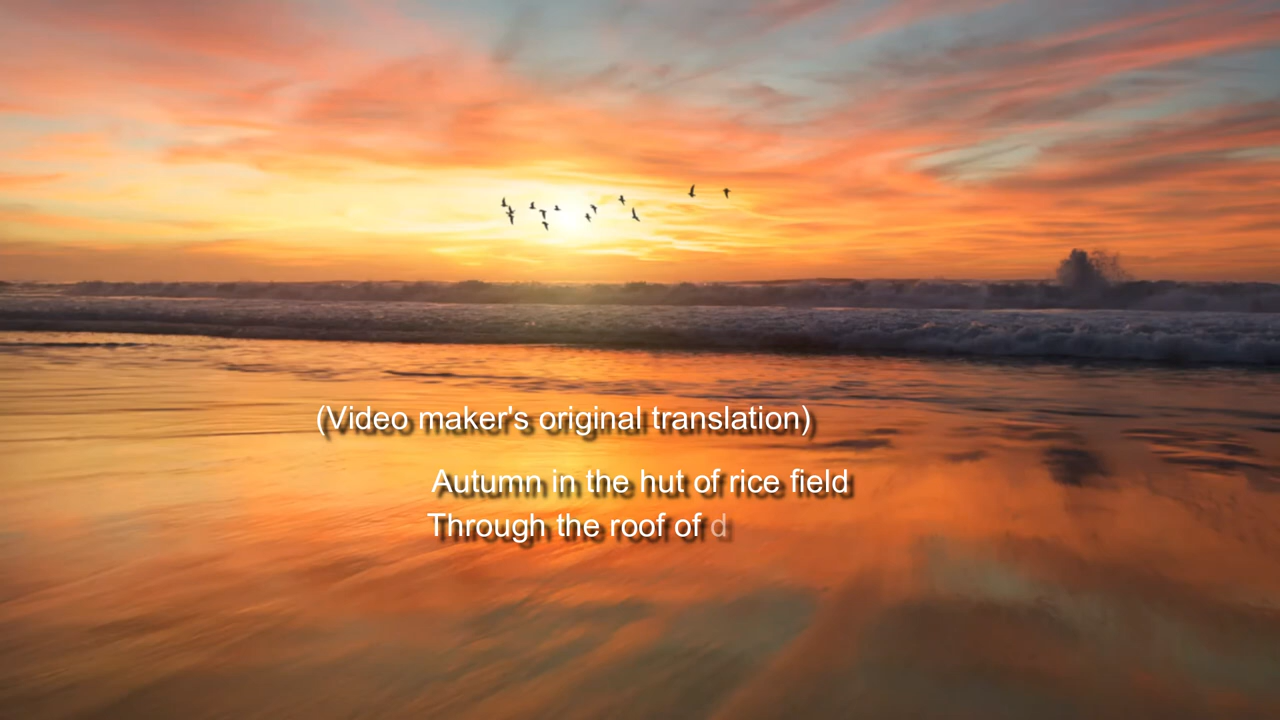 (Video maker's original translation)
Autumn in the hut of rice field
Through the roof of d